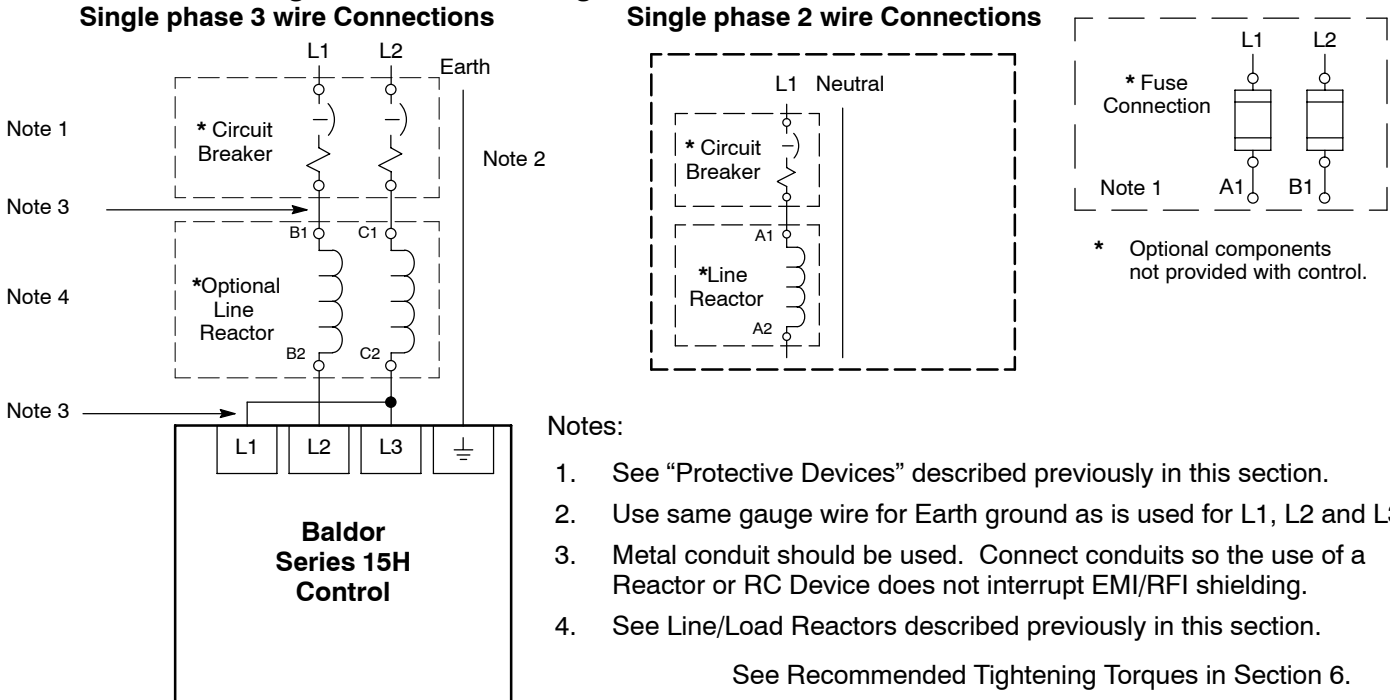 Single phase 3 wire Connections
L1 L2
Earth
Note 1
* Circuit
Breaker
Note 2
Note 3
B1 C1
Note 4
*Optional
Line
Reactor
B2 C2
Note 3
L1 L2 L3
Baldor
Series 15H
Control
Single phase 2 wire Connections
L1 Neutral
* Circuit
Breaker
A1
*Line
Reactor
A2
L1 L2
* Fuse
Connection
Note 1 A1 B1
* Optional components
not provided with control.
Notes:
1. See “Protective Devices” described previously in this section.
2. Use same gauge wire for Earth ground as is used for L1, L2 and L3
3. Metal conduit should be used. Connect conduits so the use of a
Reactor or RC Device does not interrupt EMI/RFI shielding.
4. See Line/Load Reactors described previously in this section.
See Recommended Tightening Torques in Section 6.